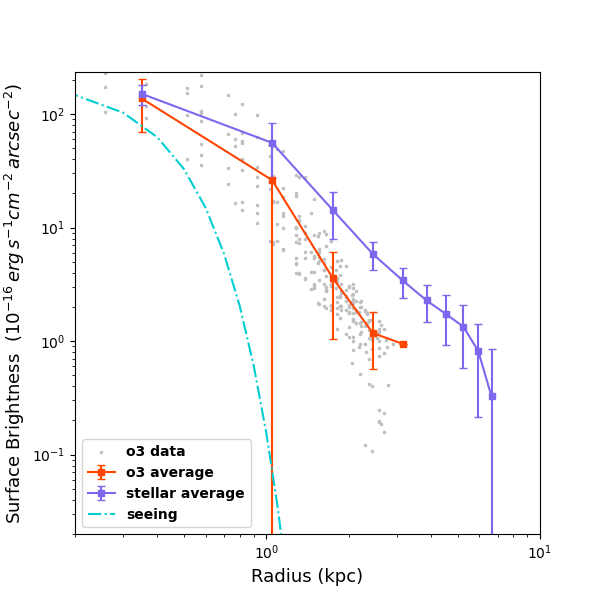 Surface Brightness (10⁻¹⁶ erg s⁻¹cm⁻² arcsec⁻²)
10²
10¹
10⁰
10⁻¹
o3 data
o3 average
stellar average
seeing
10⁰
10¹
Radius (kpc)